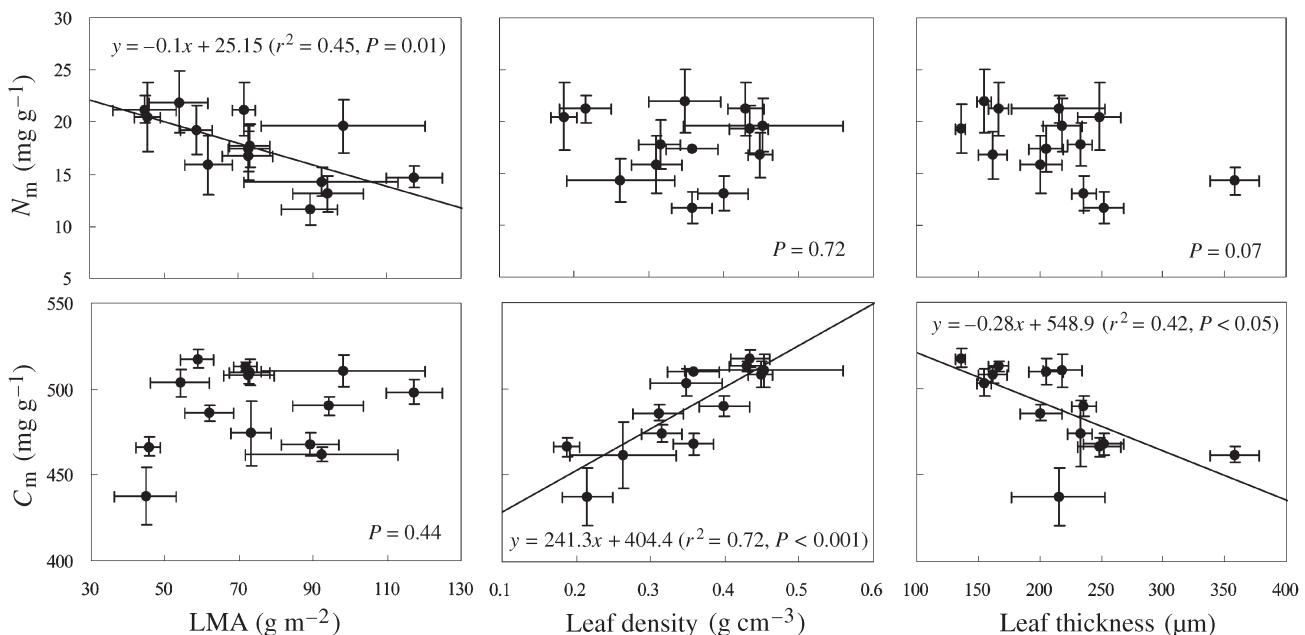 30
25
20
15
10
5
N_m (mg g⁻¹)
y = –0.1x + 25.15 (r² = 0.45, P = 0.01)
P = 0.72
P = 0.07
550
500
450
400
C_m (mg g⁻¹)
P = 0.44
y = 241.3x + 404.4 (r² = 0.72, P < 0.001)
y = –0.28x + 548.9 (r² = 0.42, P < 0.05)
30 50 70 90 110 130
0.1 0.2 0.3 0.4 0.5 0.6
100 150 200 250 300 350 400
LMA (g m⁻²)
Leaf density (g cm⁻³)
Leaf thickness (µm)